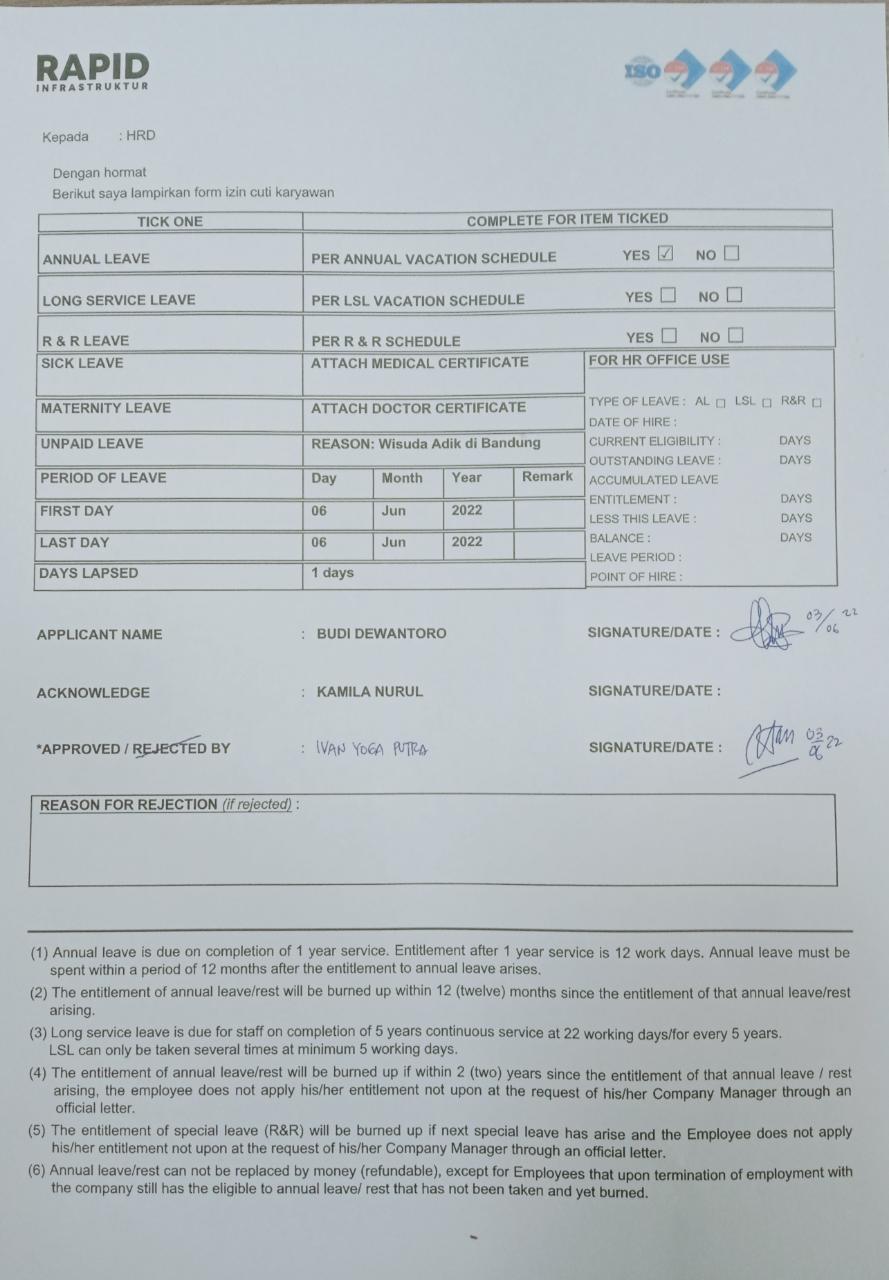 RAPID
INFRASTRUKTUR
ISO
Kepada : HRD
Dengan hormat
Berikut saya lampirkan form izin cuti karyawan
TICK ONE COMPLETE FOR ITEM TICKED
ANNUAL LEAVE PER ANNUAL VACATION SCHEDULE YES ☑ NO ☐
LONG SERVICE LEAVE PER LSL VACATION SCHEDULE YES ☐ NO ☐
R & R LEAVE PER R & R SCHEDULE YES ☐ NO ☐
SICK LEAVE ATTACH MEDICAL CERTIFICATE FOR HR OFFICE USE
MATERNITY LEAVE ATTACH DOCTOR CERTIFICATE TYPE OF LEAVE : AL ☐ LSL ☐ R&R ☐
DATE OF HIRE :
UNPAID LEAVE REASON: Wisuda Adik di Bandung CURRENT ELIGIBILITY : DAYS
OUTSTANDING LEAVE : DAYS
PERIOD OF LEAVE Day Month Year Remark ACCUMULATED LEAVE
ENTITLEMENT : DAYS
FIRST DAY 06 Jun 2022 LESS THIS LEAVE : DAYS
LAST DAY 06 Jun 2022 BALANCE : DAYS
LEAVE PERIOD :
DAYS LAPSED 1 days POINT OF HIRE :
APPLICANT NAME : BUDI DEWANTORO SIGNATURE/DATE : 03/06 22
ACKNOWLEDGE : KAMILA NURUL SIGNATURE/DATE :
*APPROVED / REJECTED BY : IVAN YOGA PUTRA SIGNATURE/DATE : 03/06 22
REASON FOR REJECTION (if rejected) :
(1) Annual leave is due on completion of 1 year service. Entitlement after 1 year service is 12 work days. Annual leave must be
spent within a period of 12 months after the entitlement to annual leave arises.
(2) The entitlement of annual leave/rest will be burned up within 12 (twelve) months since the entitlement of that annual leave/rest
arising.
(3) Long service leave is due for staff on completion of 5 years continuous service at 22 working days/for every 5 years.
LSL can only be taken several times at minimum 5 working days.
(4) The entitlement of annual leave/rest will be burned up if within 2 (two) years since the entitlement of that annual leave / rest
arising, the employee does not apply his/her entitlement not upon at the request of his/her Company Manager through an
official letter.
(5) The entitlement of special leave (R&R) will be burned up if next special leave has arise and the Employee does not apply
his/her entitlement not upon at the request of his/her Company Manager through an official letter.
(6) Annual leave/rest can not be replaced by money (refundable), except for Employees that upon termination of employment with
the company still has the eligible to annual leave/ rest that has not been taken and yet burned.